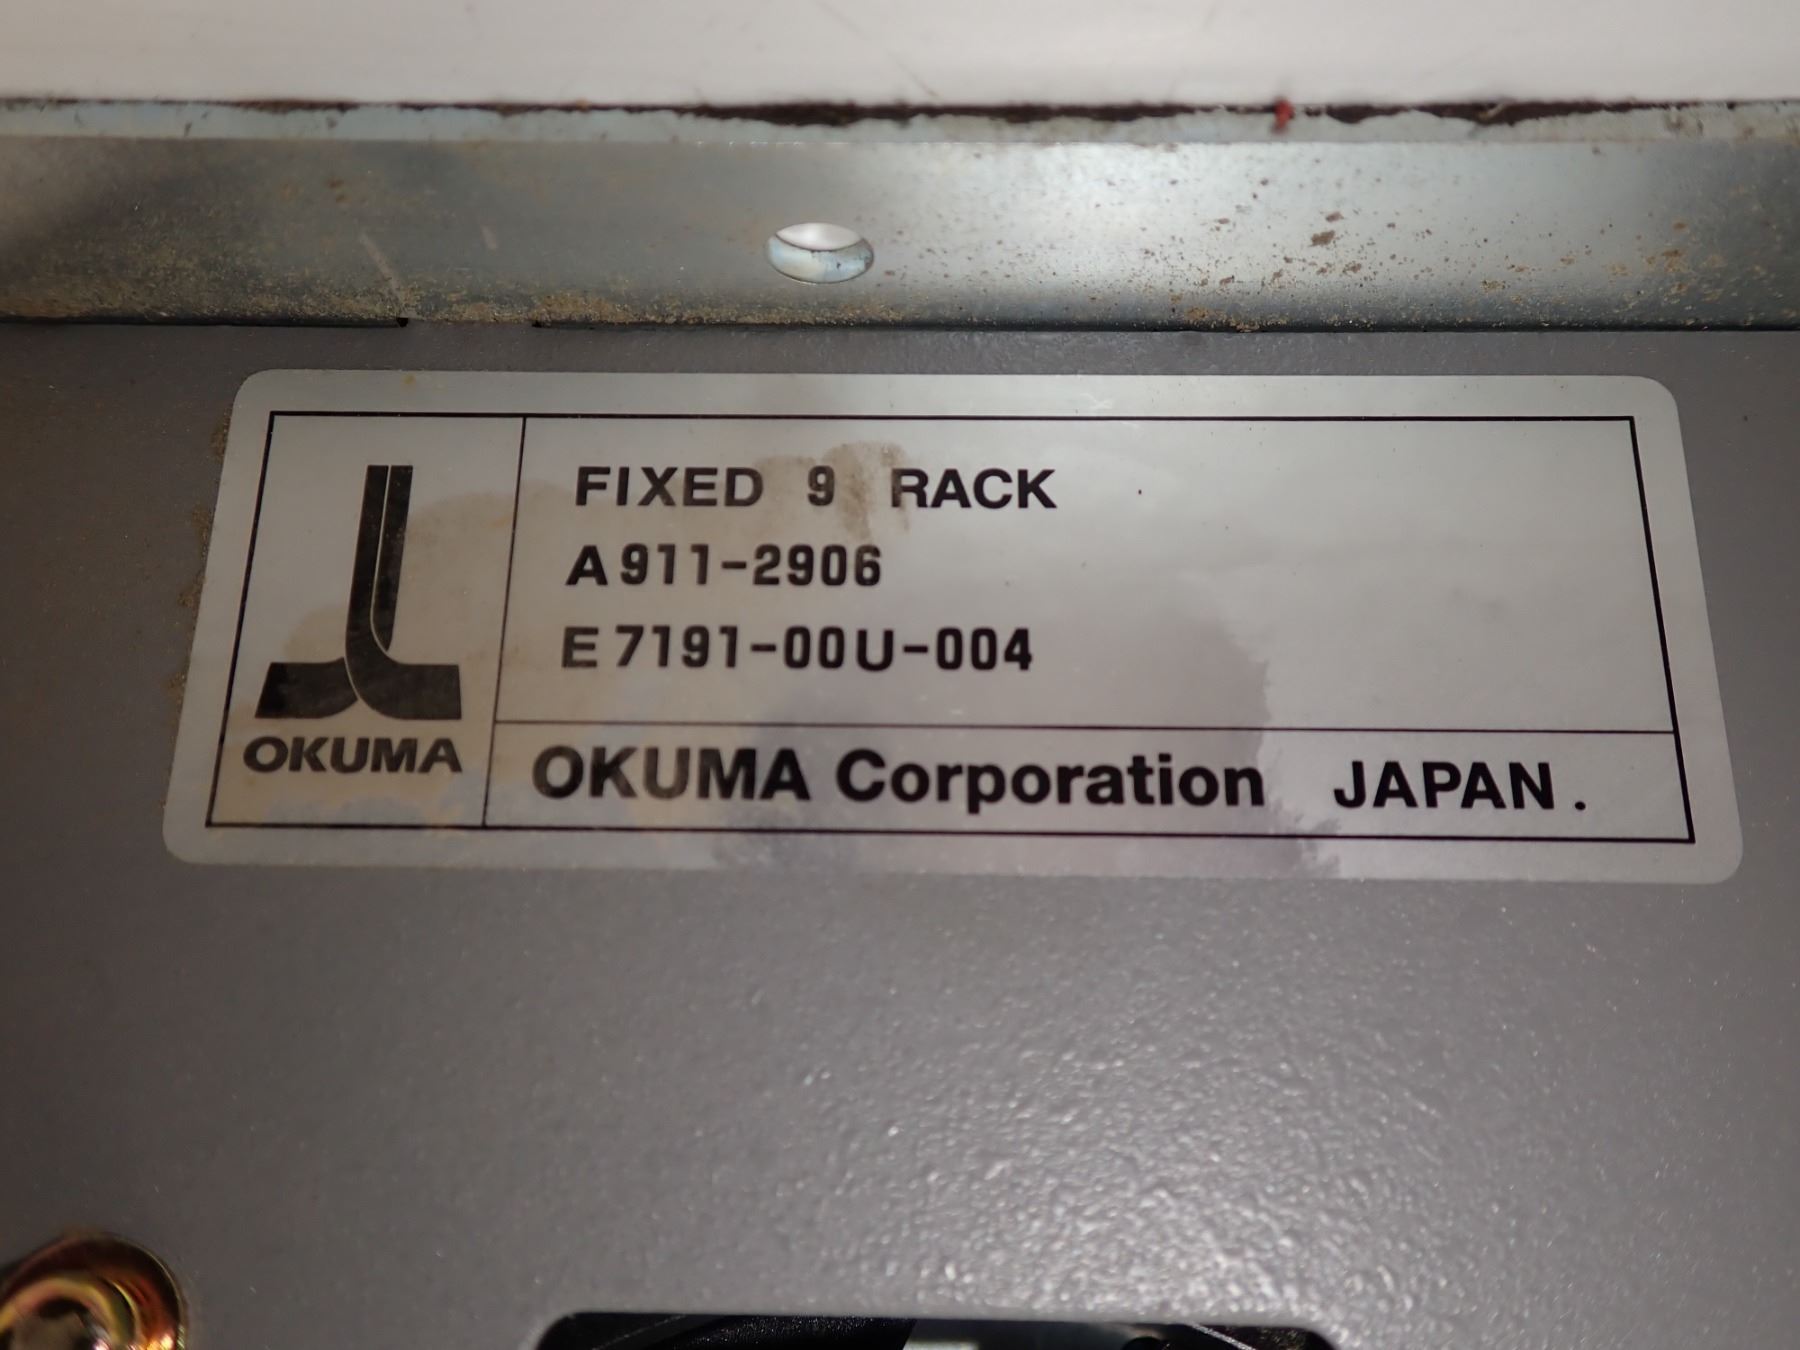 FIXED 9 RACK
A911-2906
E7191-00U-004
OKUMA
OKUMA Corporation JAPAN.